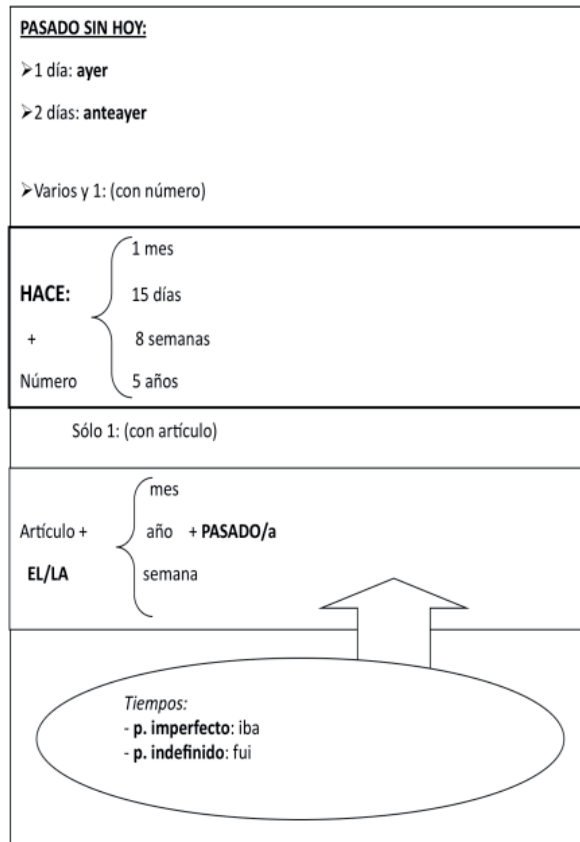 PASADO SIN HOY:
➢1 día: ayer
➢2 días: anteayer
➢Varios y 1: (con número)
1 mes
HACE: 15 días
+ 8 semanas
Número 5 años
Sólo 1: (con artículo)
mes
Artículo + año + PASADO/a
EL/LA semana
Tiempos:
- p. imperfecto: iba
- p. indefinido: fui